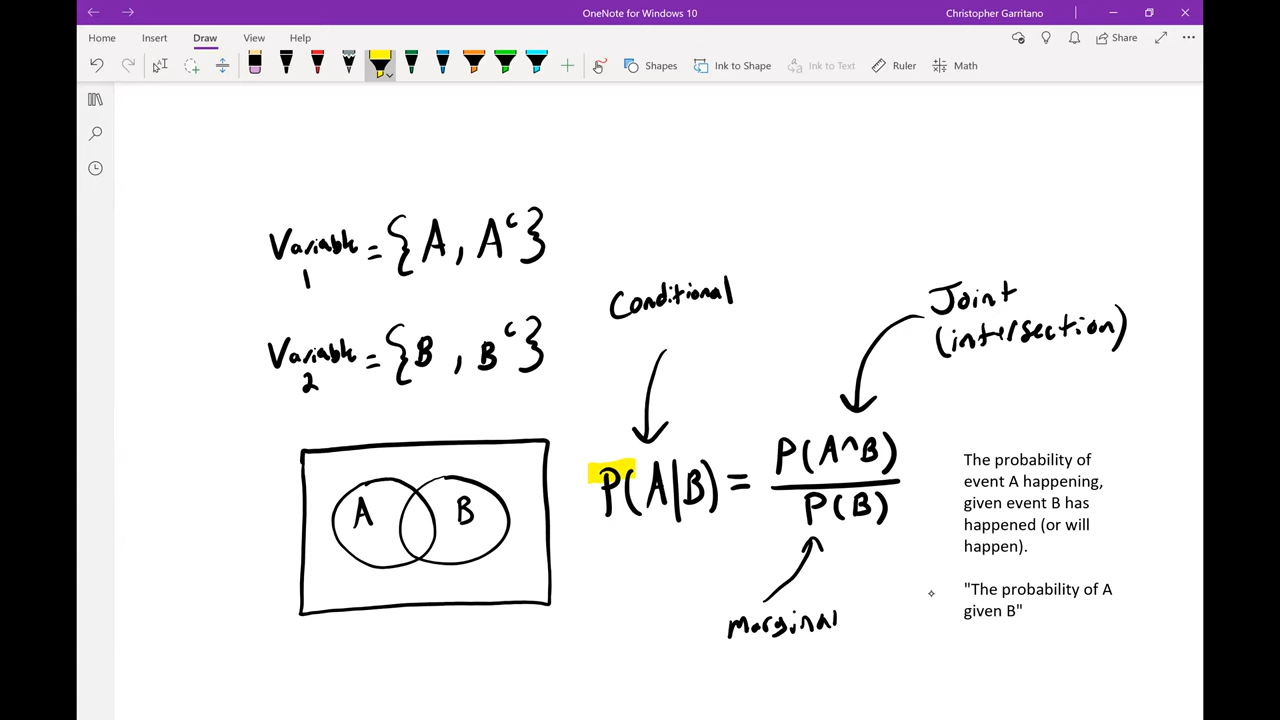 OneNote for Windows 10
Christopher Garritano
Home Insert Draw View Help
Share
Shapes Ink to Shape Ink to Text Ruler Math
Variable 1 = {A, Aᶜ}
Variable 2 = {B, Bᶜ}
Conditional
Joint
(intersection)
A B
P(A|B) = P(A^B)
P(B)
marginal
The probability of
event A happening,
given event B has
happened (or will
happen).
"The probability of A
given B"